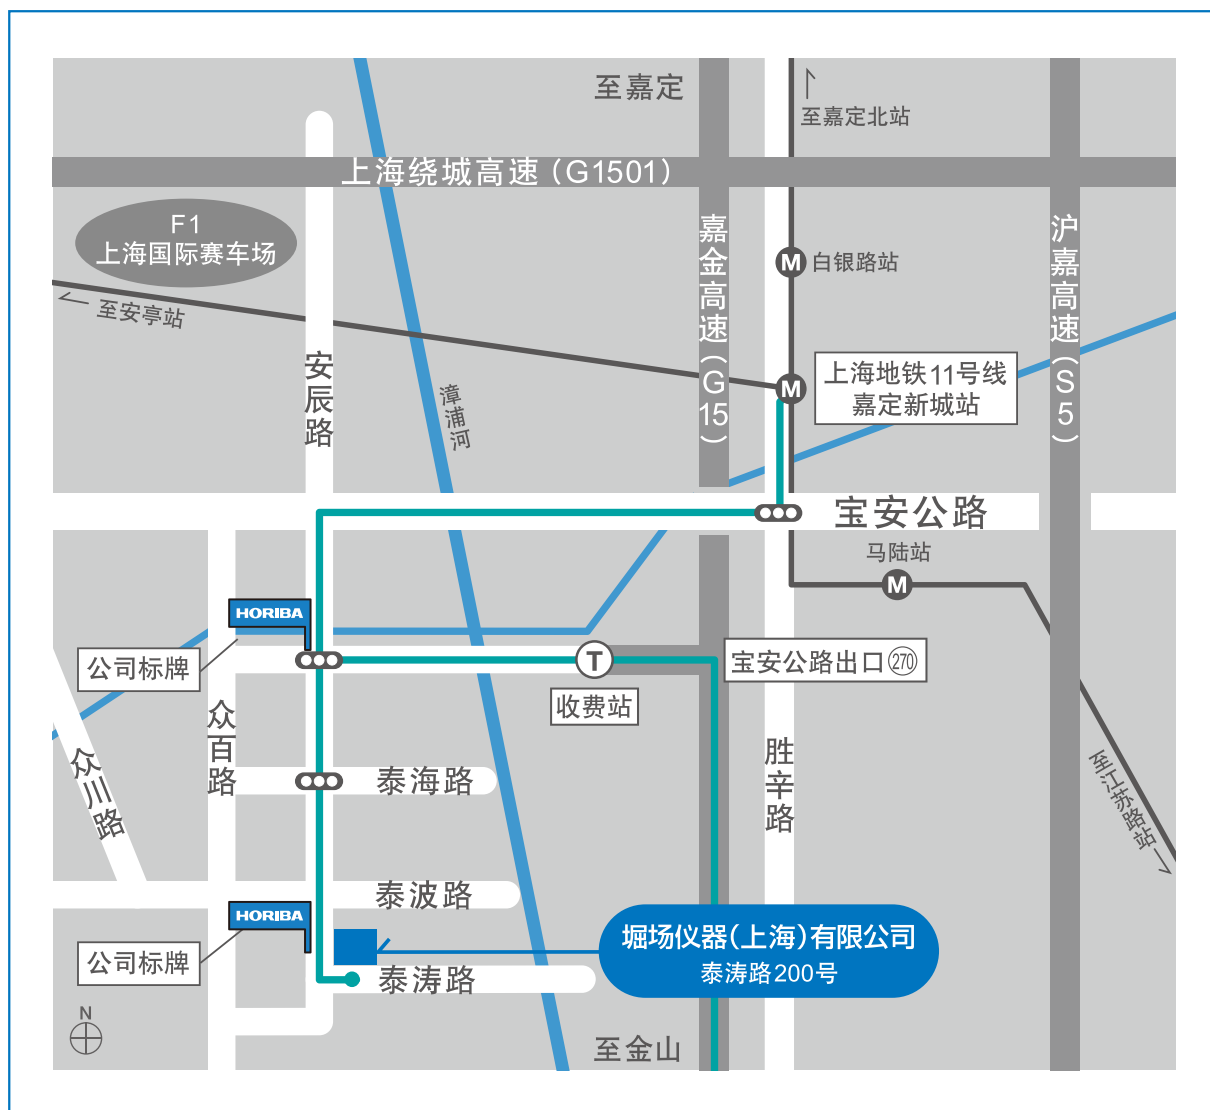 至嘉定
至嘉定北站
上海绕城高速（G1501）
F1
上海国际赛车场
嘉金高速（G15）
沪嘉高速（S5）
M
白银路站
至安亭站
安辰路
漳浦河
M
上海地铁11号线
嘉定新城站
宝安公路
马陆站
M
HORIBA
公司标牌
T
收费站
宝安公路出口270
众百路
众川路
泰海路
胜辛路
至江苏路站
泰波路
HORIBA
公司标牌
堀场仪器（上海）有限公司
泰涛路200号
泰涛路
N
至金山